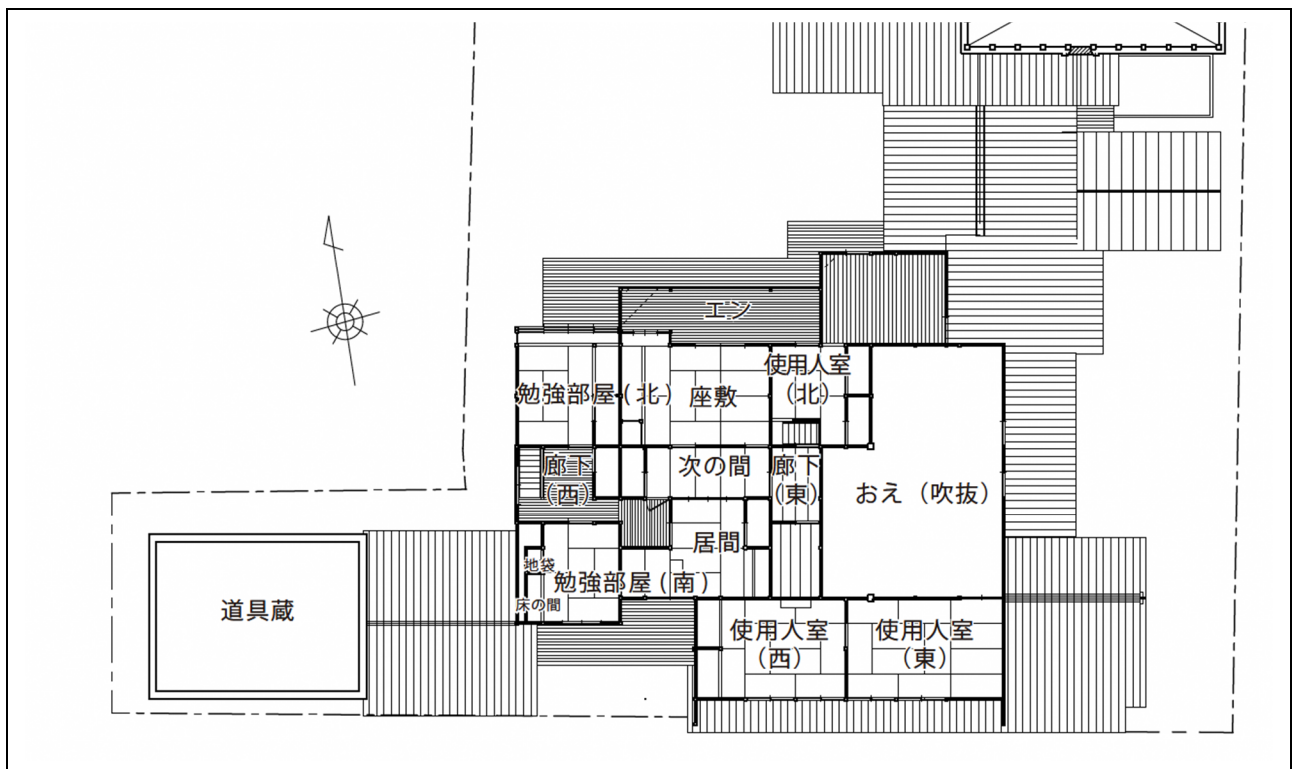 エン
使用人室
（北）
勉強部屋（北）
座敷
廊下
（西）
次の間
廊下
（東）
おえ（吹抜）
居間
地袋
勉強部屋（南）
床の間
道具蔵
使用人室
（西）
使用人室
（東）